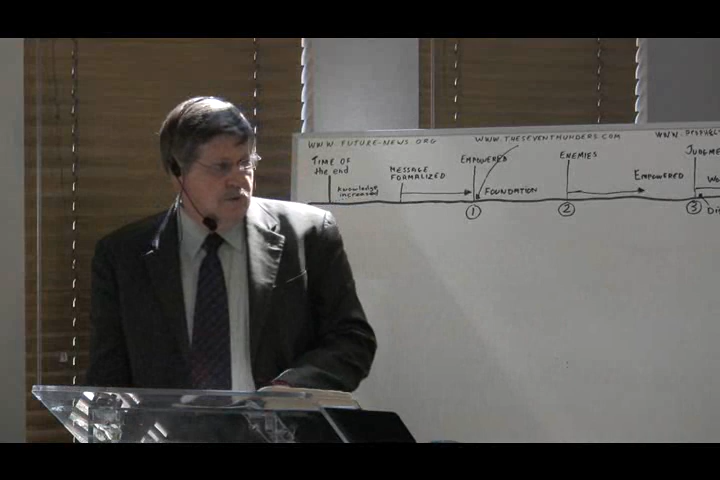 WWW. FUTURE-NEWS.ORG
WWW.THESEVENTHUNDERS.COM
TIME OF
the end
KNOWLEDGE
increased
MESSAGE
FORMALIZED
EMPOWERED
FOUNDATION
ENEMIES
EMPOWERED
JUDGME
1
2
3